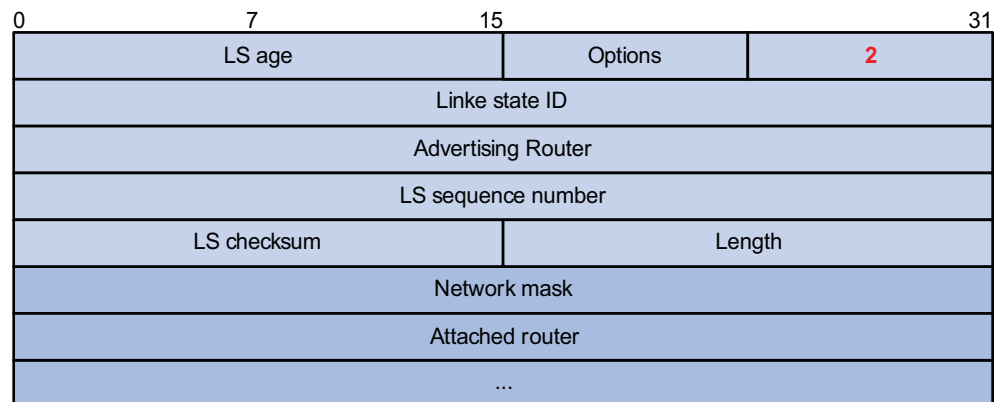 0 7 15 31
LS age Options 2
Linke state ID
Advertising Router
LS sequence number
LS checksum Length
Network mask
Attached router
...